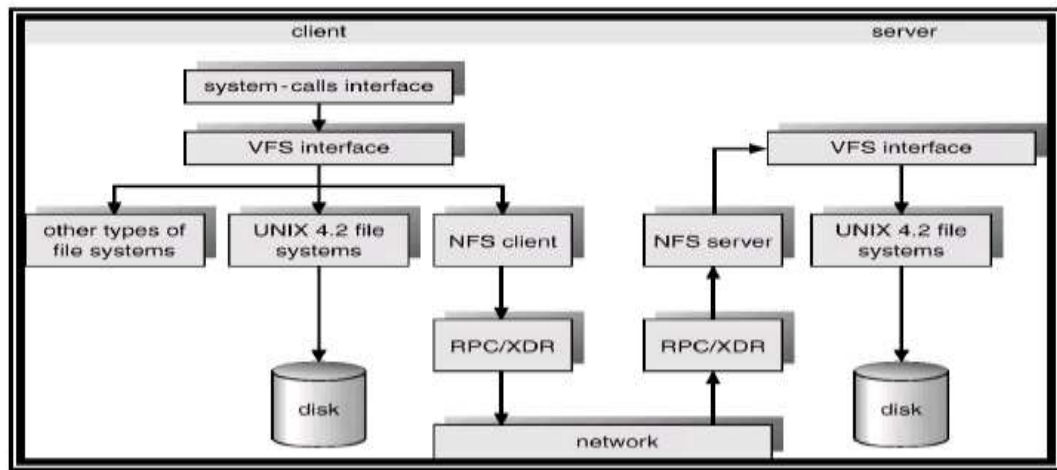 client
server
system-calls interface
VFS interface
VFS interface
other types of
file systems
UNIX 4.2 file
systems
NFS client
NFS server
UNIX 4.2 file
systems
RPC/XDR
RPC/XDR
disk
disk
network